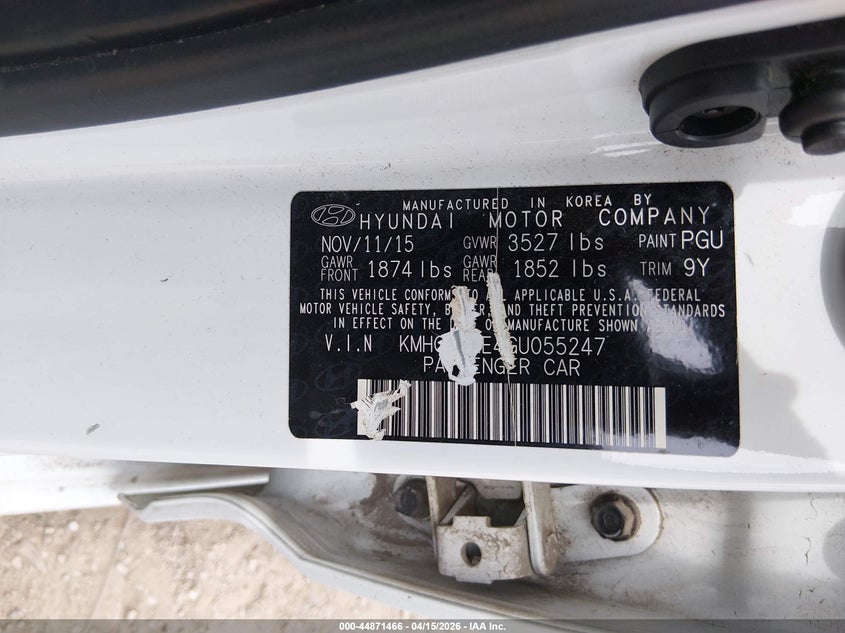 MANUFACTURED IN KOREA BY
HYUNDAI MOTOR COMPANY
NOV/11/15 GVWR 3527 lbs PAINT PGU
GAWR FRONT 1874 lbs GAWR REAR 1852 lbs TRIM 9Y
THIS VEHICLE CONFORMS TO ALL APPLICABLE U.S.A. FEDERAL
MOTOR VEHICLE SAFETY, AND THEFT PREVENTION STANDARDS
IN EFFECT ON THE DATE OF MANUFACTURE SHOWN
V.I.N
PASSENGER CAR
000-44871466 - 04/15/2026 - IAA Inc.